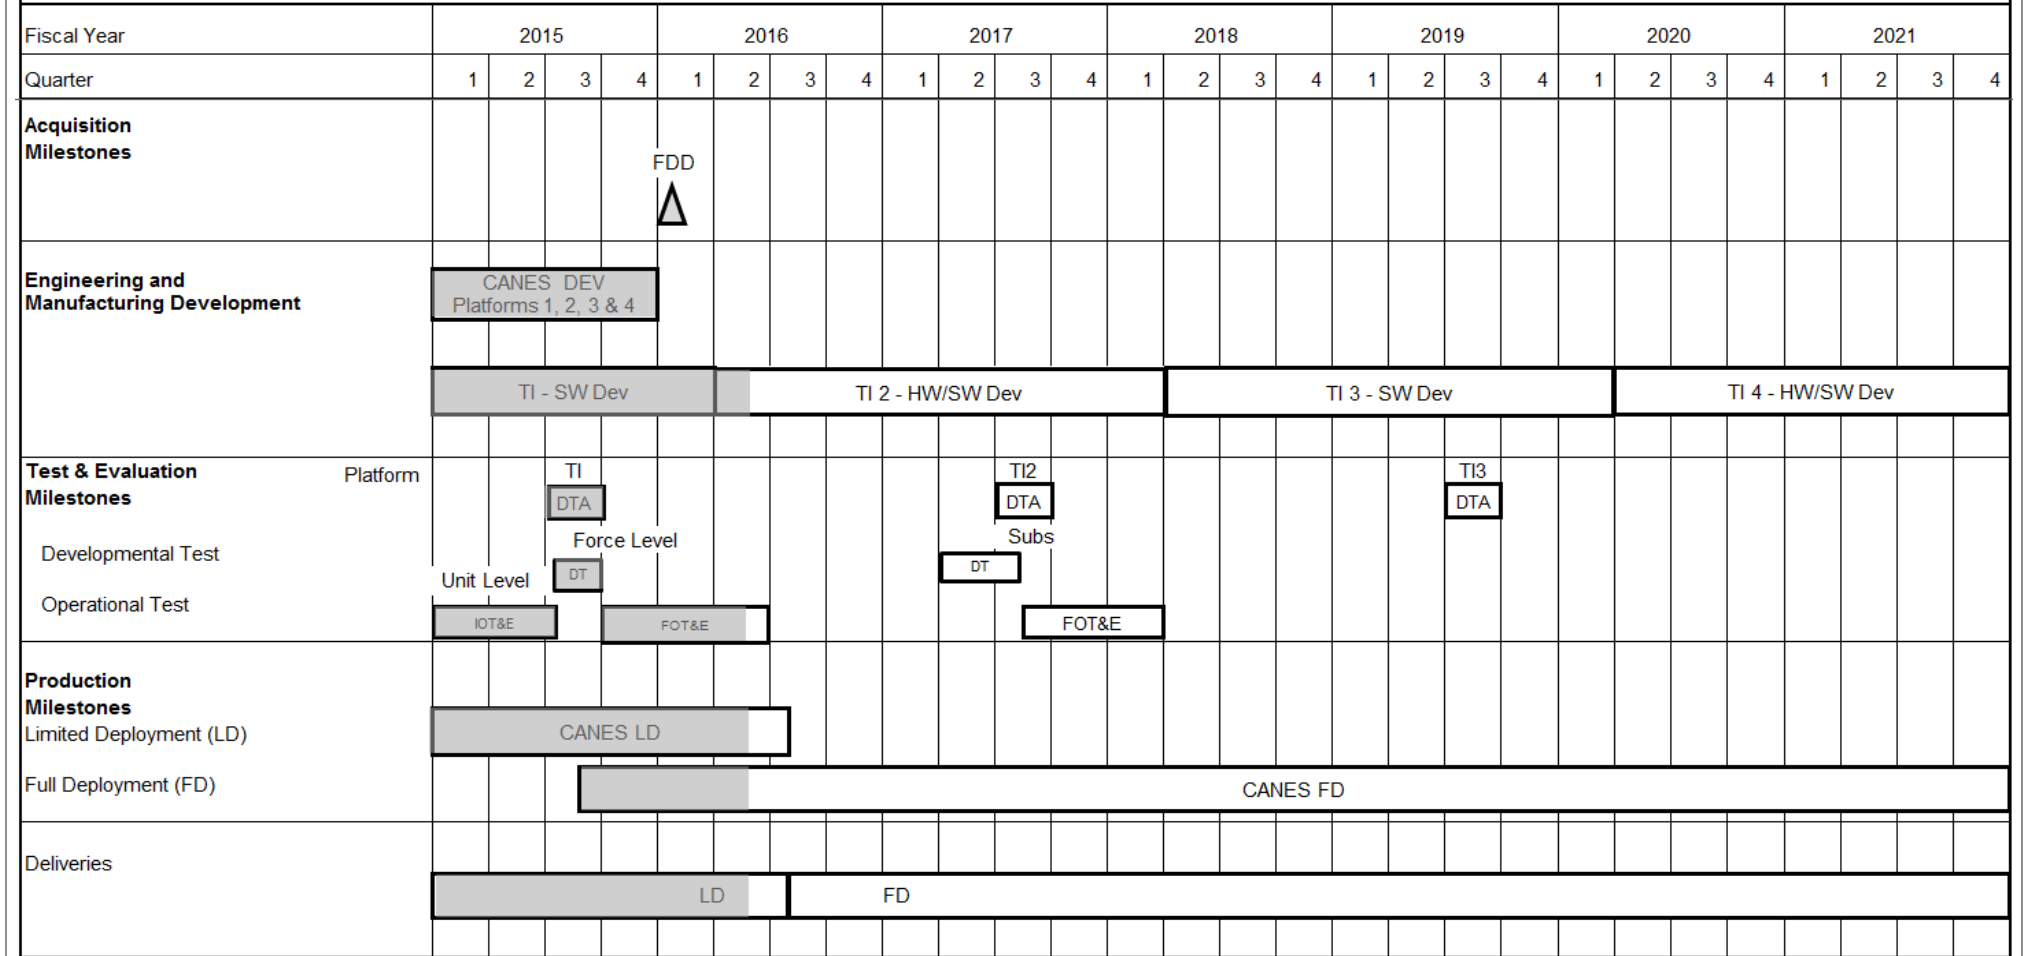 Fiscal Year 2015 2016 2017 2018 2019 2020 2021
Quarter 1 2 3 4 1 2 3 4 1 2 3 4 1 2 3 4 1 2 3 4 1 2 3 4 1 2 3 4
Acquisition
Milestones
FDD
Engineering and
Manufacturing Development
CANES DEV
Platforms 1, 2, 3 & 4
TI - SW Dev TI 2 - HW/SW Dev TI 3 - SW Dev TI 4 - HW/SW Dev
Test & Evaluation Platform TI TI2 TI3
Milestones DTA DTA DTA
Force Level Subs
Developmental Test DT DT
Unit Level
Operational Test
IOT&E FOT&E FOT&E
Production
Milestones
Limited Deployment (LD) CANES LD
Full Deployment (FD) CANES FD
Deliveries
LD FD